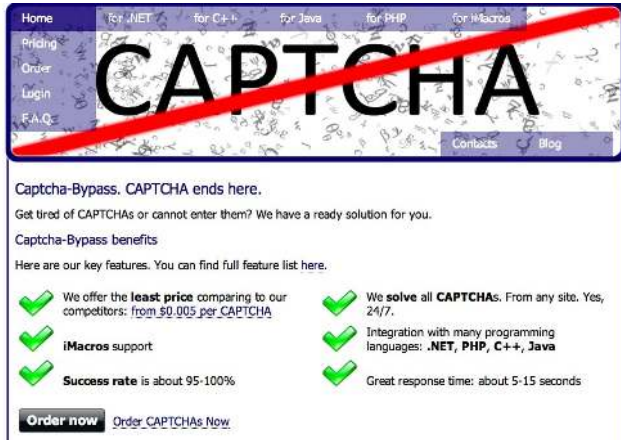 Home for .NET for C++ for Java for PHP for iMacros
Pricing
Order
Login
F.A.Q.
CAPTCHA
Contacts Blog
Captcha-Bypass. CAPTCHA ends here.
Get tired of CAPTCHAs or cannot enter them? We have a ready solution for you.
Captcha-Bypass benefits
Here are our key features. You can find full feature list here.
We offer the least price comparing to our
competitors: from $0.005 per CAPTCHA
We solve all CAPTCHAs. From any site. Yes,
24/7.
iMacros support
Integration with many programming
languages: .NET, PHP, C++, Java
Success rate is about 95-100%
Great response time: about 5-15 seconds
Order now Order CAPTCHAs Now